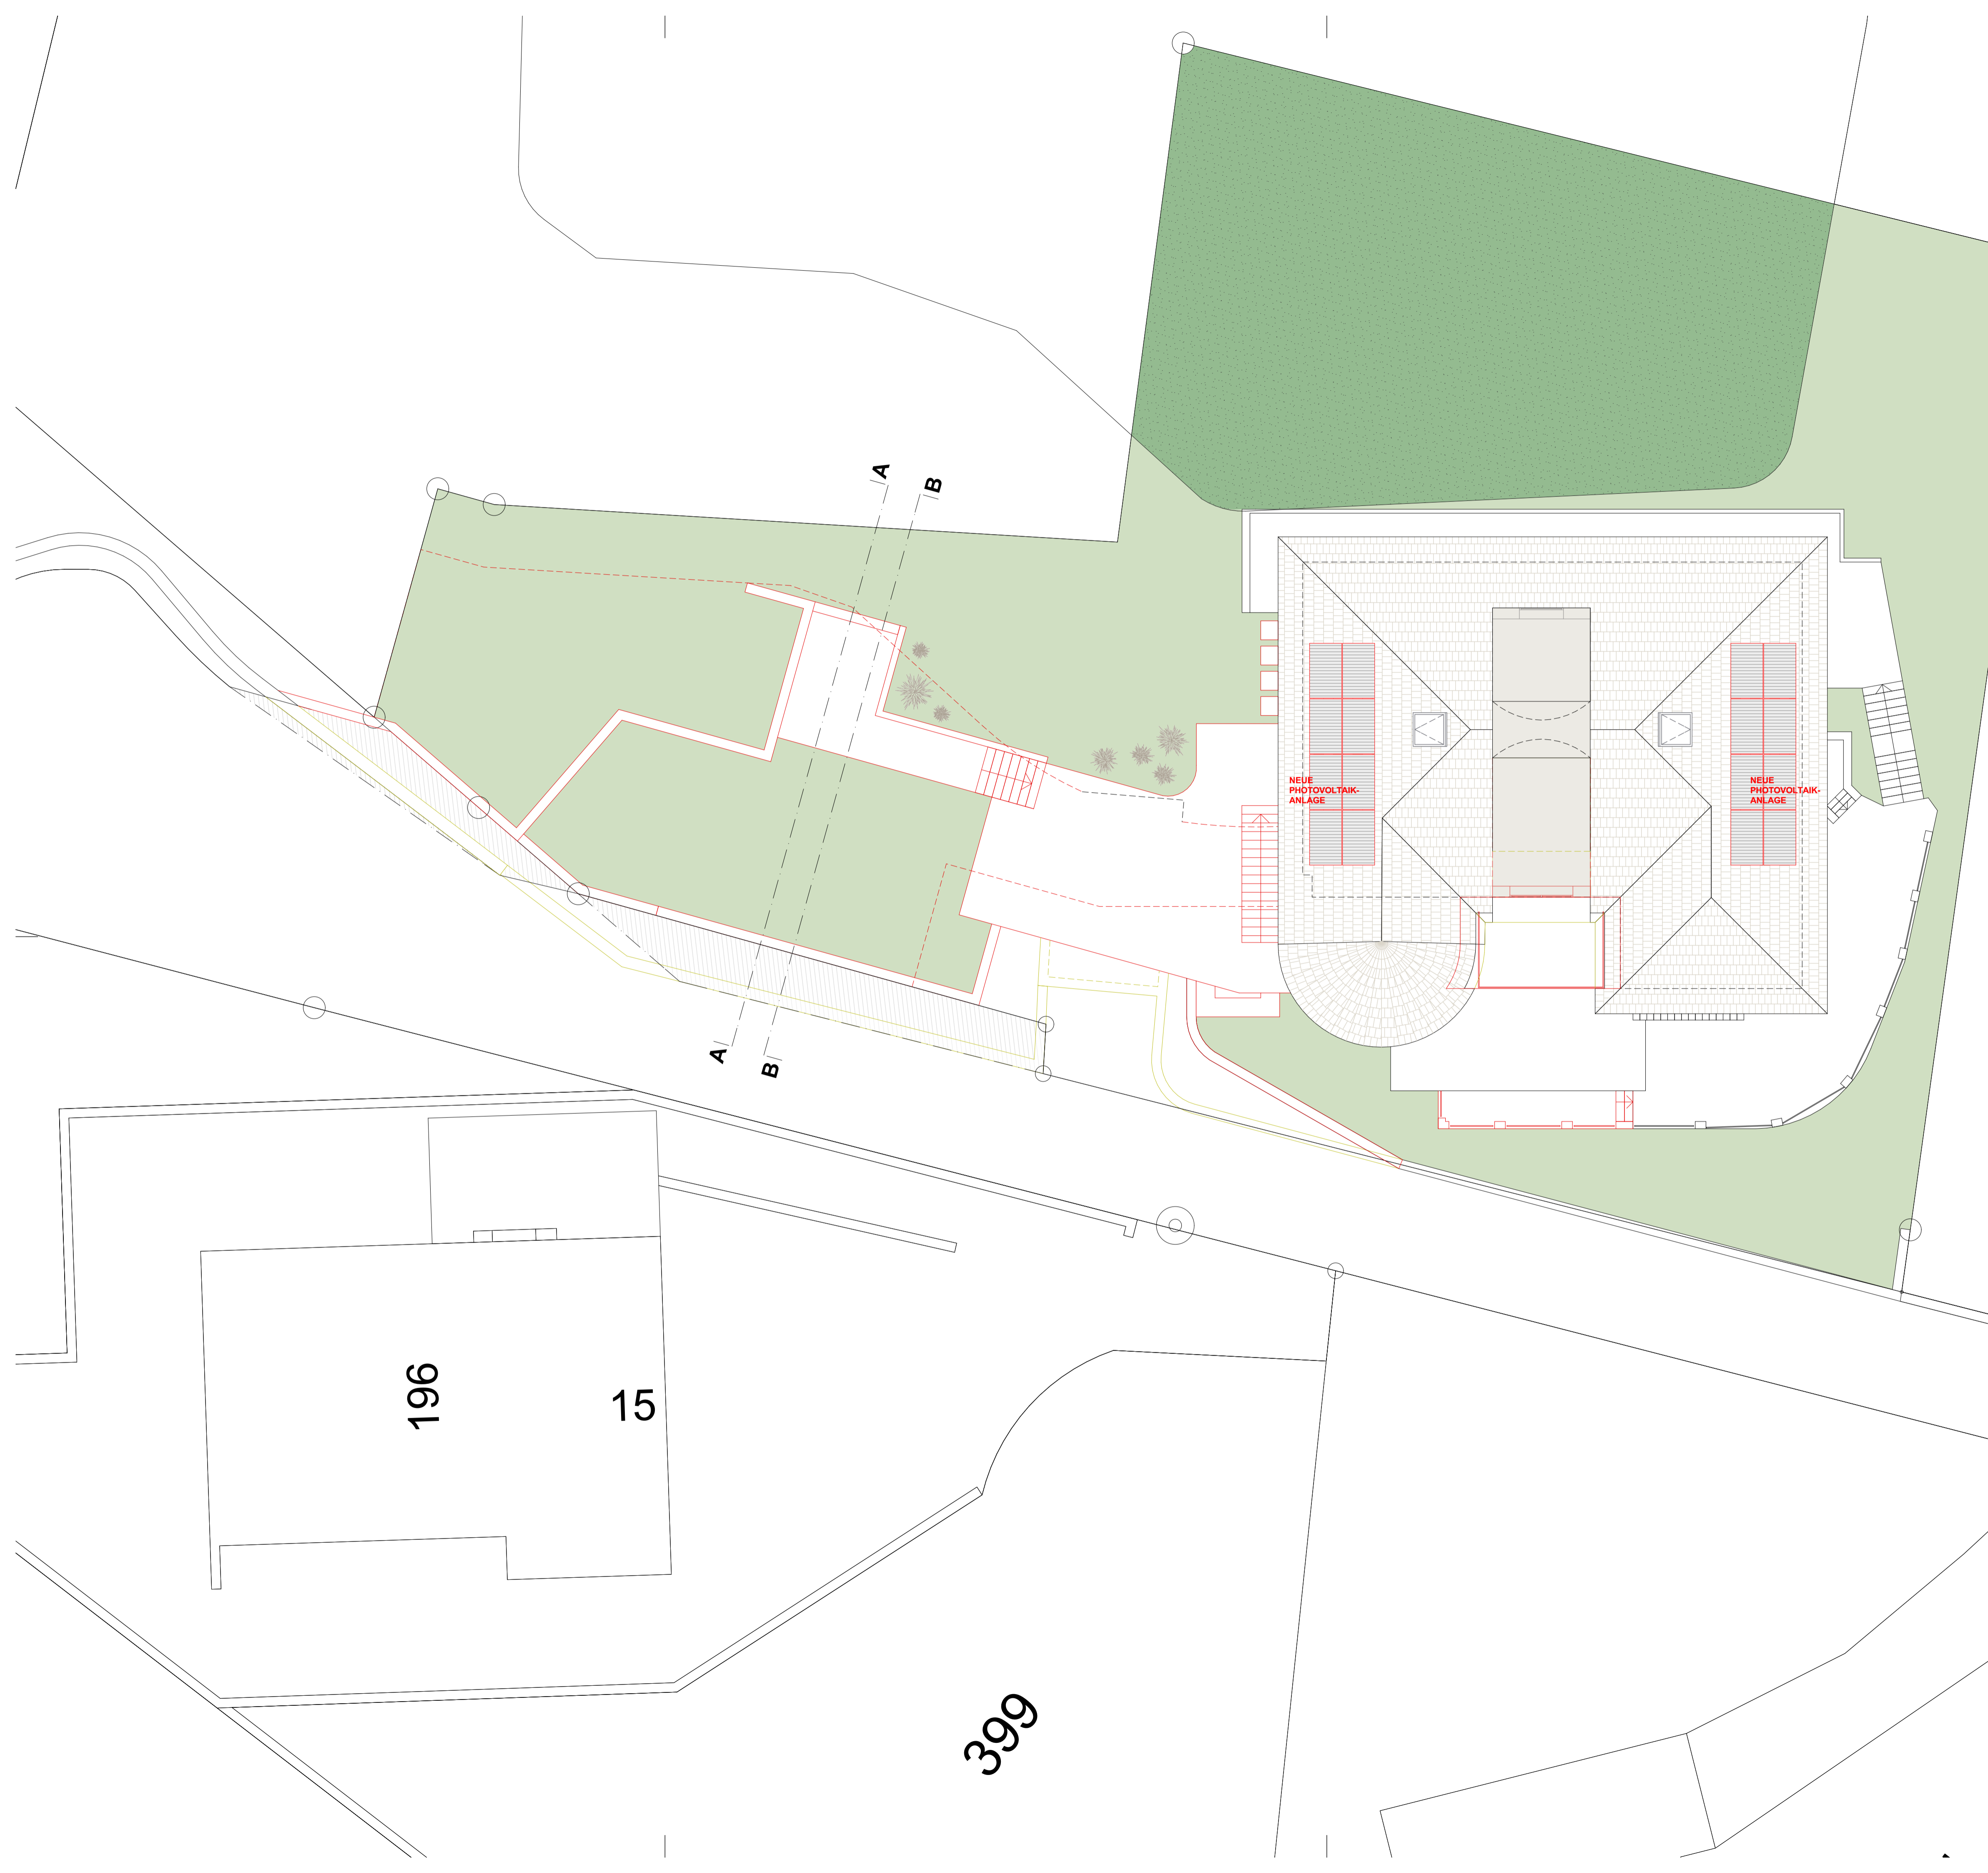 A
B
NEUE
PHOTOVOLTAIK-
ANLAGE
NEUE
PHOTOVOLTAIK-
ANLAGE
A
B
196
15
399